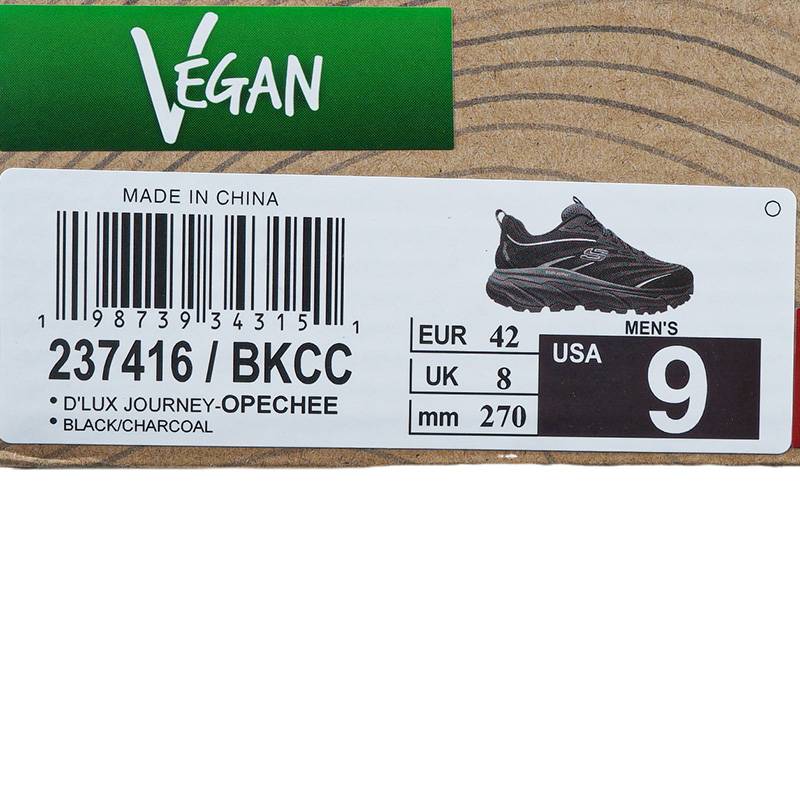 VEGAN
MADE IN CHINA
1 98739 34315 1
237416 / BKCC
• D'LUX JOURNEY-OPECHEE
• BLACK/CHARCOAL
EUR 42
UK 8
mm 270
MEN'S
USA 9